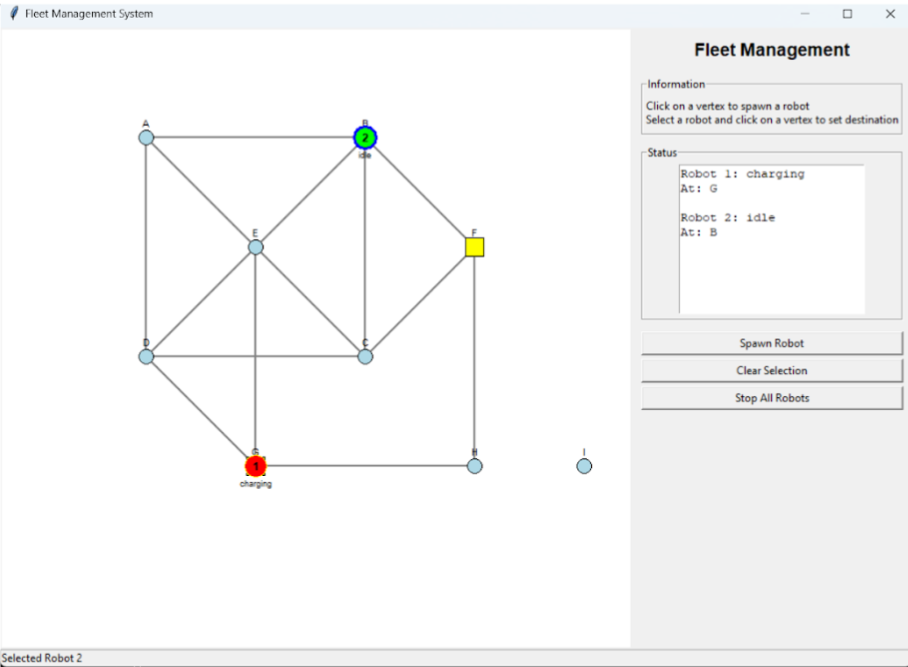 Fleet Management System
Fleet Management
Information
Click on a vertex to spawn a robot
Select a robot and click on a vertex to set destination
Status
Robot 1: charging
At: G
Robot 2: idle
At: B
Spawn Robot
Clear Selection
Stop All Robots
A
B
2
idle
E
F
D
C
G
1
charging
H
I
Selected Robot 2